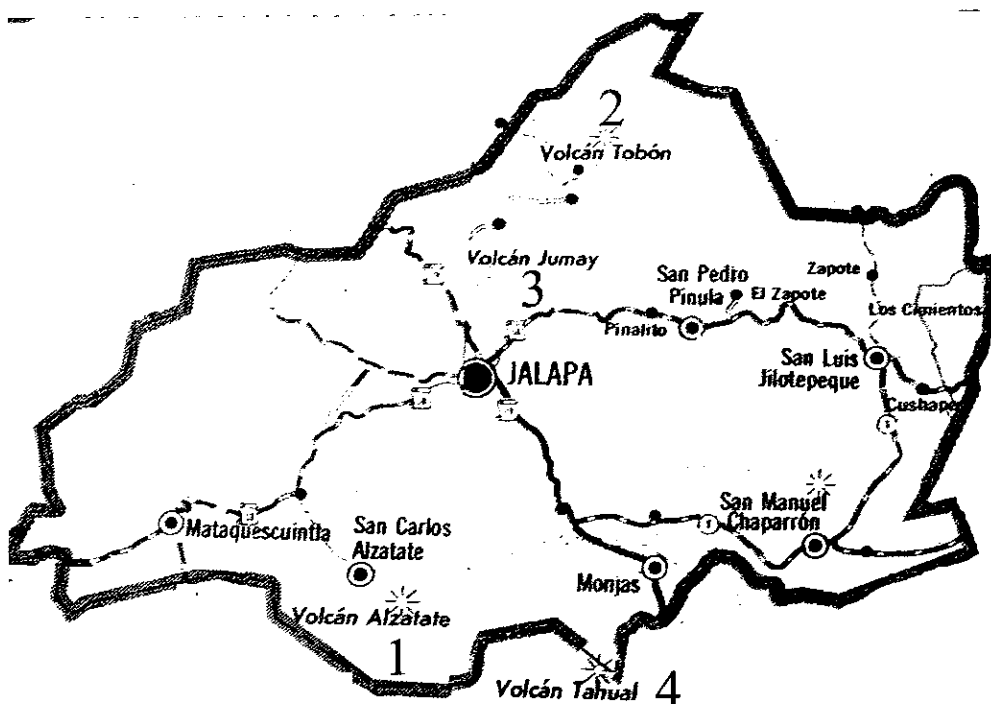 2
Volcán Tobón
Volcán Jumay
3
San Pedro
Pinula
El Zapote
Zapote
Los Cimientos
Pinalito
JALAPA
San Luis
Jilotepeque
Cushapa
San Manuel
Chaparrón
Mataquescuintla
San Carlos
Alzatate
Monjas
Volcán Alzatate
1
Volcán Tahual
4